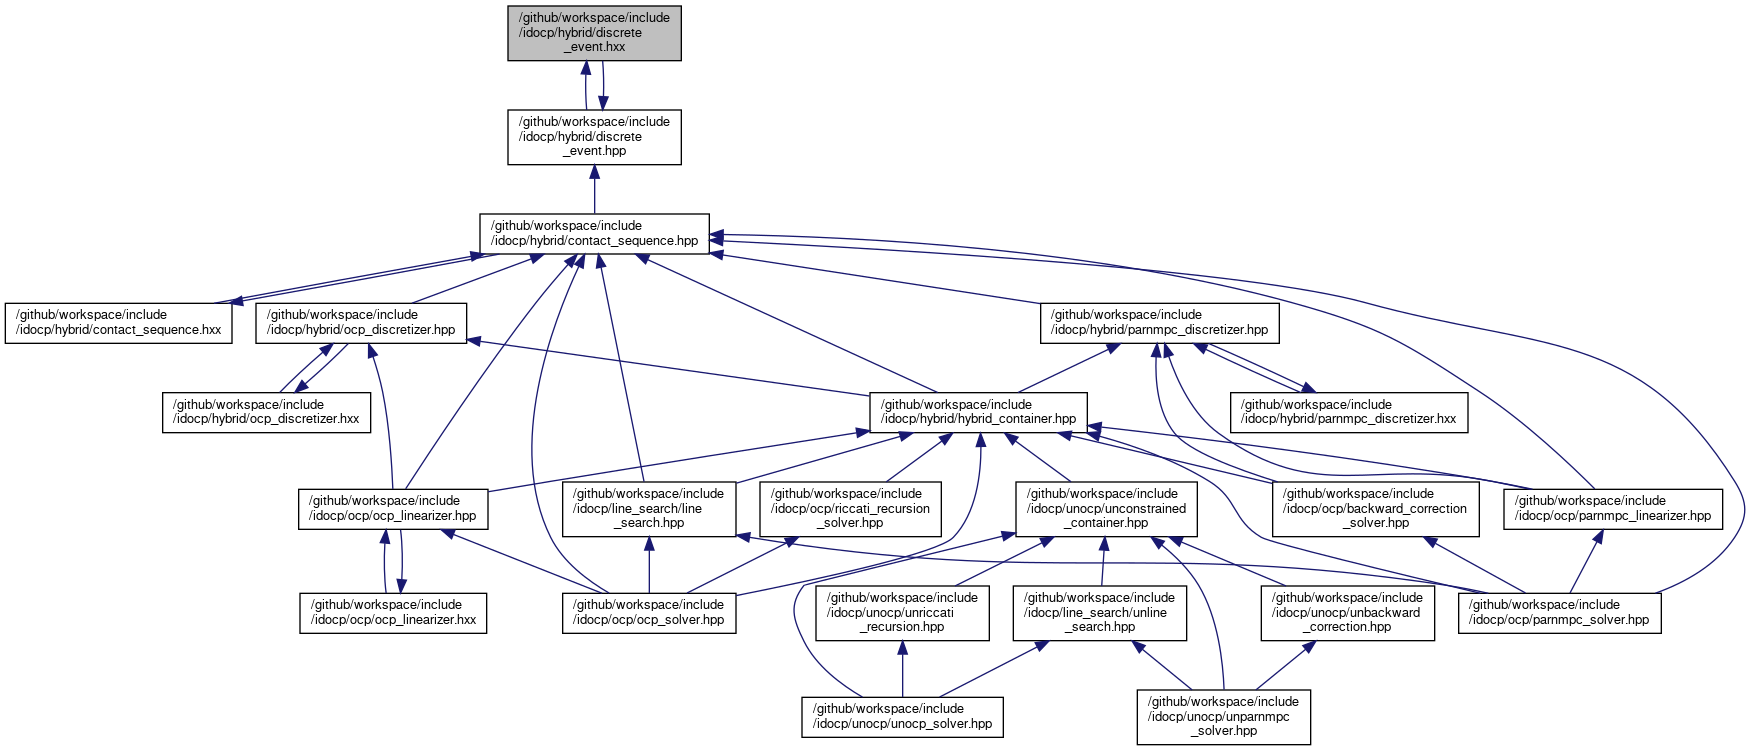 /github/workspace/include
/idocp/hybrid/discrete
_event.hxx
/github/workspace/include
/idocp/hybrid/discrete
_event.hpp
/github/workspace/include
/idocp/hybrid/contact_sequence.hpp
/github/workspace/include
/idocp/hybrid/contact_sequence.hxx
/github/workspace/include
/idocp/hybrid/ocp_discretizer.hpp
/github/workspace/include
/idocp/hybrid/parnmpc_discretizer.hpp
/github/workspace/include
/idocp/hybrid/ocp_discretizer.hxx
/github/workspace/include
/idocp/hybrid/hybrid_container.hpp
/github/workspace/include
/idocp/hybrid/parnmpc_discretizer.hxx
/github/workspace/include
/idocp/ocp/ocp_linearizer.hpp
/github/workspace/include
/idocp/line_search/line
_search.hpp
/github/workspace/include
/idocp/ocp/riccati_recursion
_solver.hpp
/github/workspace/include
/idocp/unocp/unconstrained
_container.hpp
/github/workspace/include
/idocp/ocp/backward_correction
_solver.hpp
/github/workspace/include
/idocp/ocp/parnmpc_linearizer.hpp
/github/workspace/include
/idocp/ocp/ocp_linearizer.hxx
/github/workspace/include
/idocp/ocp/ocp_solver.hpp
/github/workspace/include
/idocp/unocp/unriccati
_recursion.hpp
/github/workspace/include
/idocp/line_search/unline
_search.hpp
/github/workspace/include
/idocp/unocp/unbackward
_correction.hpp
/github/workspace/include
/idocp/ocp/parnmpc_solver.hpp
/github/workspace/include
/idocp/unocp/unocp_solver.hpp
/github/workspace/include
/idocp/unocp/unparnmpc
_solver.hpp